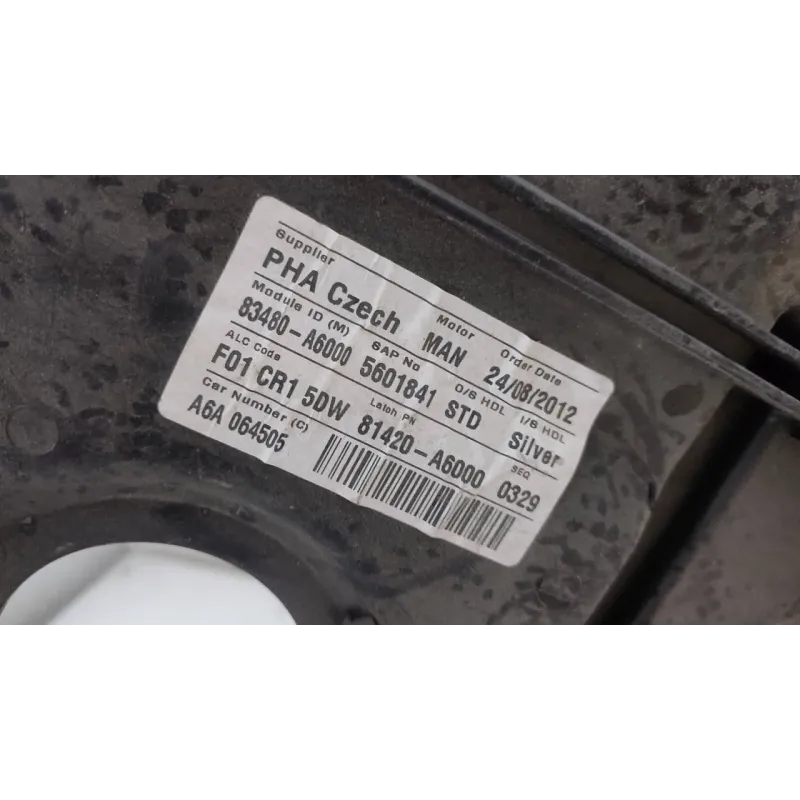 Supplier Motor Order Date
PHA Czech MAN 24/08/2012
Module ID (M) SAP No O/S HDL I/S HDL
83480-A6000 5601841 STD Silver
ALC Code Latch PN SEQ
F01 CR1 5DW 81420-A6000 0329
Car Number (C)
A6A 064505